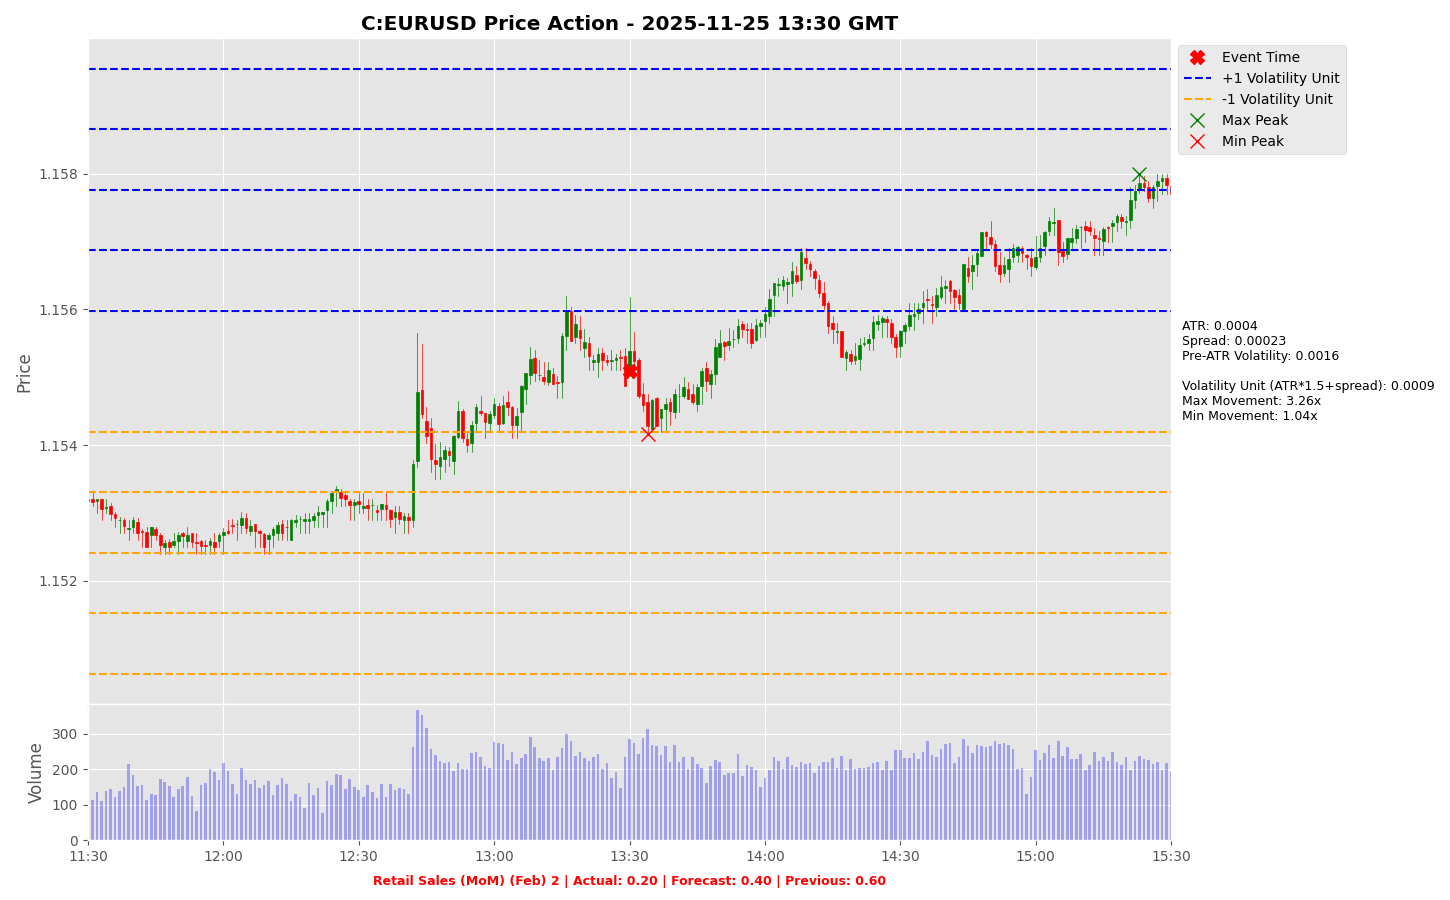 C:EURUSD Price Action - 2025-11-25 13:30 GMT
Event Time
+1 Volatility Unit
-1 Volatility Unit
Max Peak
Min Peak
Price
1.158
1.156
1.154
1.152
ATR: 0.0004
Spread: 0.00023
Pre-ATR Volatility: 0.0016
Volatility Unit (ATR*1.5+spread): 0.0009
Max Movement: 3.26x
Min Movement: 1.04x
Volume
300
200
100
0
11:30 12:00 12:30 13:00 13:30 14:00 14:30 15:00 15:30
Retail Sales (MoM) (Feb) 2 | Actual: 0.20 | Forecast: 0.40 | Previous: 0.60